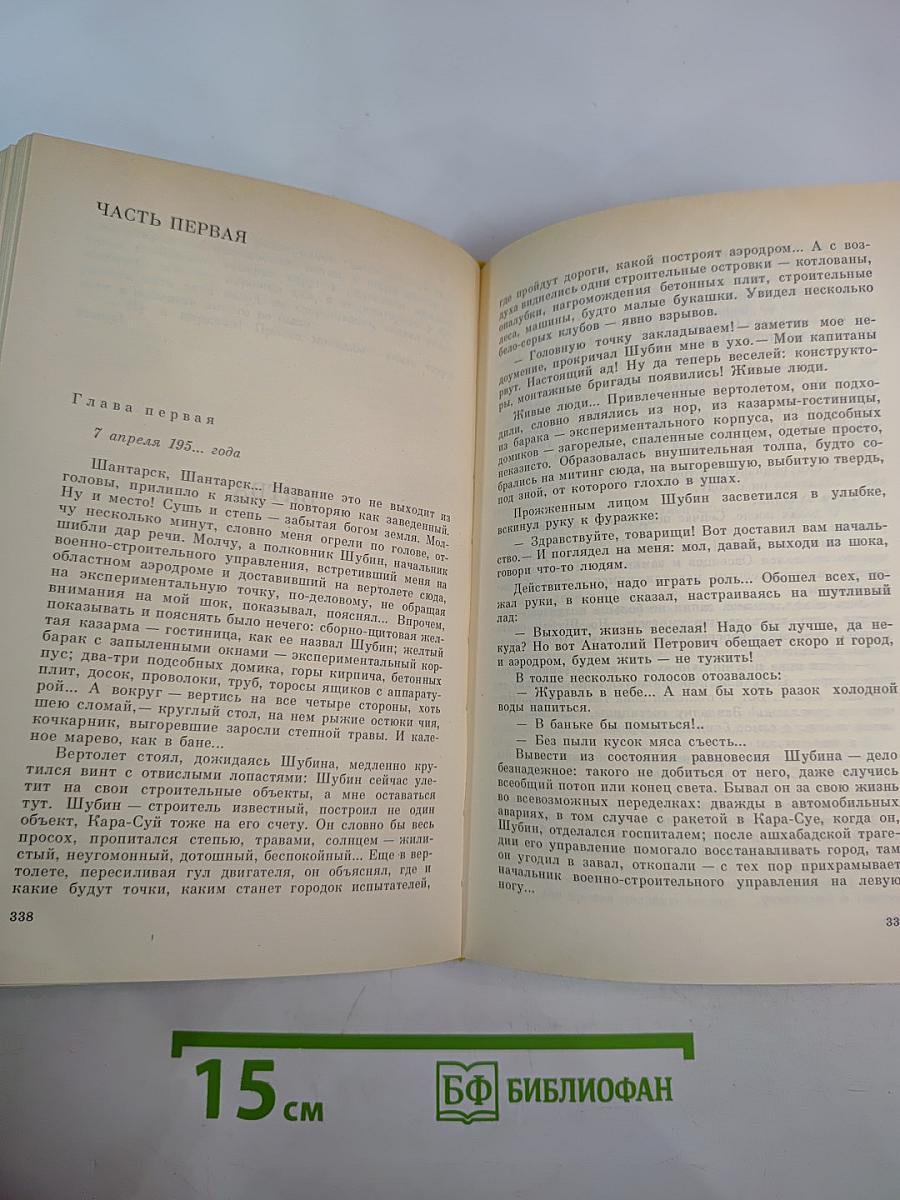 ЧАСТЬ ПЕРВАЯ
Глава первая
7 апреля 195... года
Шантарск, Шантарск... Название это не выходит из
головы, прилипло к языку — повторяю как заведенный.
Ну и место! Сушь и степь — забытая богом земля. Мол-
чу несколько минут, словно меня огрели по голове, от-
шибли дар речи. Молчу, а полковник Шубин, начальник
военно-строительного управления, встретивший меня на
областном аэродроме и доставивший на вертолете сюда,
на экспериментальную точку, по-деловому, не обращая
внимания на мой шок, показывал, пояснял... Впрочем,
показывать и пояснять было нечего: сборно-щитовая жел-
тая казарма — гостиница, как ее назвал Шубин; желтый
барак с запыленными окнами — экспериментальный кор-
пус; два-три подсобных домика, горы кирпича, бетонных
плит, досок, проволоки, труб, торосы ящиков с аппарату-
рой... А вокруг — вертись на все четыре стороны, хоть
шею сломай, — круглый стол, на нем рыжие остюки чия,
кочкарник, выгоревшие заросли степной травы. И кале-
ное марево, как в бане...
Вертолет стоял, дожидаясь Шубина, медленно кру-
тился винт с отвислыми лопастями: Шубин сейчас уле-
тит на свои строительные объекты, а мне оставаться
тут. Шубин — строитель известный, построил не один
объект, Кара-Суй тоже на его счету. Он словно бы весь
просох, пропитался степью, травами, солнцем — жили-
стый, неугомонный, дотошный, беспокойный... Еще в вер-
толете, пересиливая гул двигателя, он объяснял, где и
какие будут точки, каким станет городок испытателей,
338
где пройдут дороги, какой построят аэродром... А с воз-
духа виднелись одни строительные островки — котлованы,
опалубки, нагромождения бетонных плит, строительные
леса, машины, будто малые букашки. Увидел несколько
бело-серых клубов — явно взрывов.
— Головную точку закладываем! — заметив мое не-
доумение, прокричал Шубин мне в ухо. — Мои капитаны
рвут. Настоящий ад! Ну да теперь веселей: конструкто-
ры, монтажные бригады появились! Живые люди.
Живые люди... Привлеченные вертолетом, они подхо-
дили, словно являлись из нор, из казармы-гостиницы,
из барака — экспериментального корпуса, из подсобных
домиков — загорелые, спаленные солнцем, одетые просто,
неказисто. Образовалась внушительная толпа, будто со-
брались на митинг сюда, на выгоревшую, выбитую твердь,
под зной, от которого глохло в ушах.
Прожженным лицом Шубин засветился в улыбке,
вскинул руку к фуражке:
— Здравствуйте, товарищи! Вот доставил вам началь-
ство. — И поглядел на меня: мол, давай, выходи из шока,
говори что-то людям.
Действительно, надо играть роль... Обошел всех, по-
жал руки, в конце сказал, настраиваясь на шутливый
лад:
— Выходит, жизнь веселая! Надо бы лучше, да не-
куда? Но вот Анатолий Петрович обещает скоро и город,
и аэродром, будем жить — не тужить!
В толпе несколько голосов отозвалось:
— Журавль в небе... А нам бы хоть разок холодной
воды напиться.
— В баньке бы помыться!..
— Без пыли кусок мяса съесть...
Вывести из состояния равновесия Шубина — дело
безнадежное: такого не добиться от него, даже случись
всеобщий потоп или конец света. Бывал он за свою жизнь
во всевозможных переделках: дважды в автомобильных
авариях, в том случае с ракетой в Кара-Суе, когда он,
Шубин, отделался госпиталем; после ашхабадской траге-
дии его управление помогало восстанавливать город, там
он угодил в завал, откопали — с тех пор прихрамывает
начальник военно-строительного управления на левую
ногу...
33
15 см
БФ БИБЛИОФАН